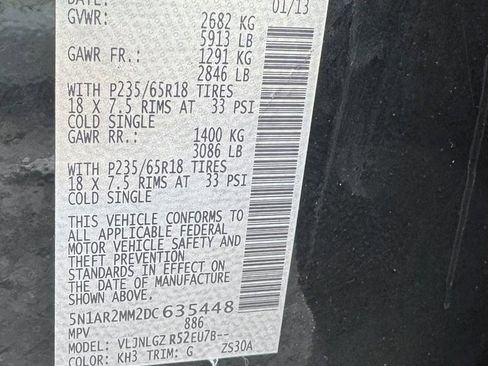 DATE: 01/13
GVWR: 2682 KG
5913 LB
GAWR FR: 1291 KG
2846 LB
WITH P235/65R18 TIRES
18 X 7.5 RIMS AT 33 PSI
COLD SINGLE
GAWR RR: 1400 KG
3086 LB
WITH P235/65R18 TIRES
18 X 7.5 RIMS AT 33 PSI
COLD SINGLE
THIS VEHICLE CONFORMS TO
ALL APPLICABLE FEDERAL
MOTOR VEHICLE SAFETY AND
THEFT PREVENTION
STANDARDS IN EFFECT ON
THE DATE OF MANUFACTURE
SHOWN ABOVE.
5N1AR2MM2DC635448
MPV 886
MODEL: VLJNLGZ R52EU7B--
COLOR: KH3 TRIM: G ZS30A